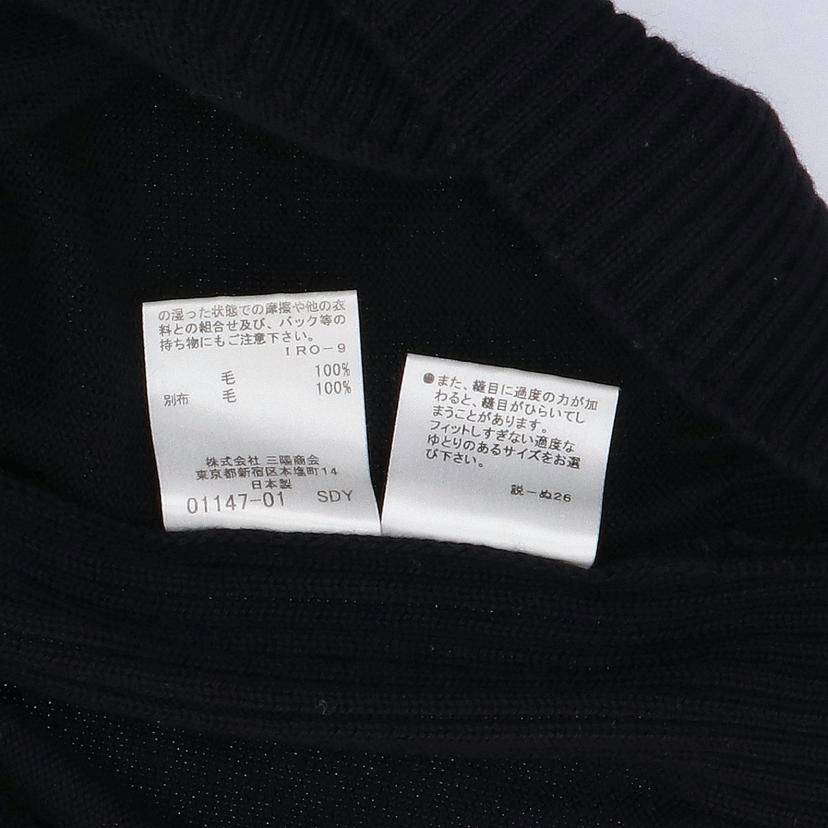 の湿った状態での摩擦や他の衣
料との組合せ及び、バック等の
持ち物にもご注意下さい。
IRO-9
毛 100%
別布 毛 100%
株式会社 三陽商会
東京都新宿区本塩町14
日本製
01147-01 SDY
●また、縫目に過度の力が加
わると、縫目がひらいてし
まうことがあります。
フィットしすぎない適度な
ゆとりのあるサイズをお選
び下さい。
説-ぬ26